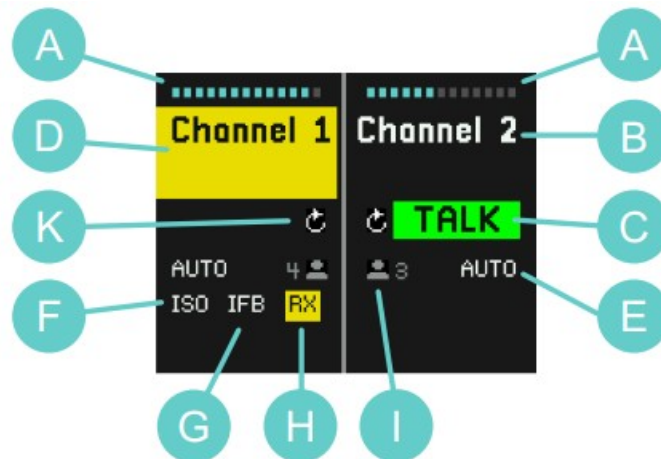 A A
D Channel 1 Channel 2 B
K TALK C
AUTO 4 3 AUTO
F ISO IFB RX E
G H I